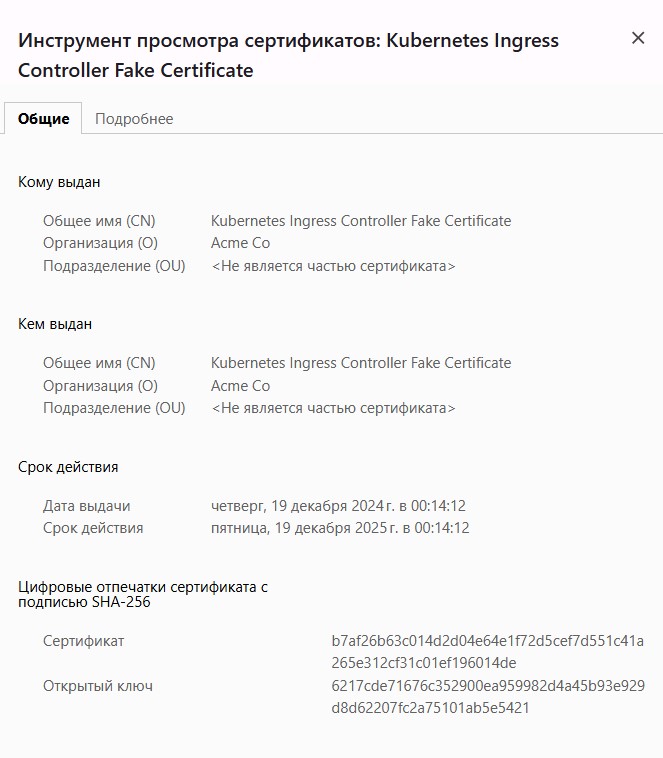 Инструмент просмотра сертификатов: Kubernetes Ingress
Controller Fake Certificate
Общие Подробнее
Кому выдан
Общее имя (CN) Kubernetes Ingress Controller Fake Certificate
Организация (O) Acme Co
Подразделение (OU) <Не является частью сертификата>
Кем выдан
Общее имя (CN) Kubernetes Ingress Controller Fake Certificate
Организация (O) Acme Co
Подразделение (OU) <Не является частью сертификата>
Срок действия
Дата выдачи четверг, 19 декабря 2024 г. в 00:14:12
Срок действия пятница, 19 декабря 2025 г. в 00:14:12
Цифровые отпечатки сертификата с
подписью SHA-256
Сертификат b7af26b63c014d2d04e64e1f72d5cef7d551c41a
265e312cf31c01ef196014de
Открытый ключ 6217cde71676c352900ea959982d4a45b93e929
d8d62207fc2a75101ab5e5421